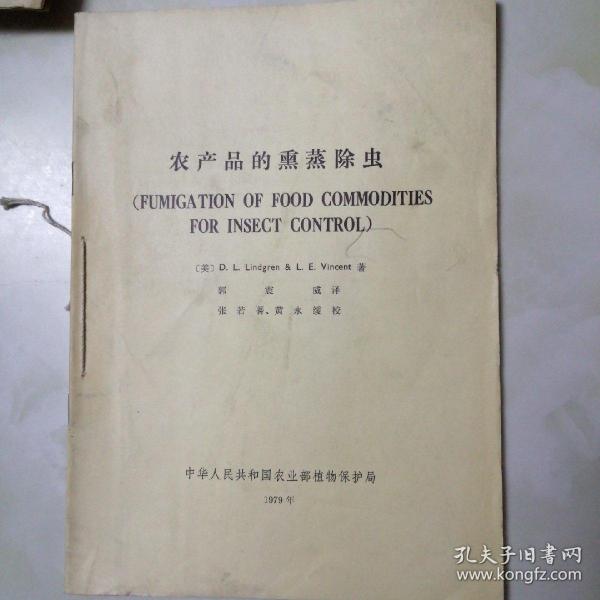 农产品的熏蒸除虫
(FUMIGATION OF FOOD COMMODITIES
FOR INSECT CONTROL)
〔美〕D. L. Lindgren & L. E. Vincent 著
郭震威译
张若蓍、黄永绥校
中华人民共和国农业部植物保护局
1979年
孔夫子旧书网
www.kongfz.com